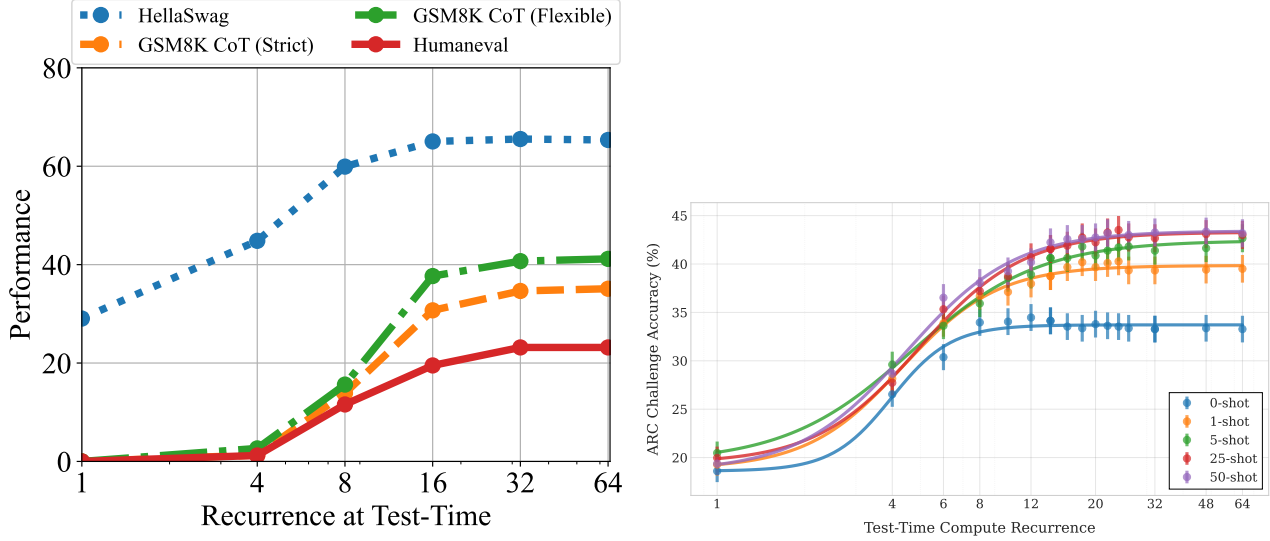 HellaSwag
GSM8K CoT (Strict)
GSM8K CoT (Flexible)
Humaneval
80
60
40
20
0
1 4 8 16 32 64
Performance
Recurrence at Test-Time
45
40
35
30
25
20
1 4 6 8 12 20 32 48 64
ARC Challenge Accuracy (%)
Test-Time Compute Recurrence
0-shot
1-shot
5-shot
25-shot
50-shot